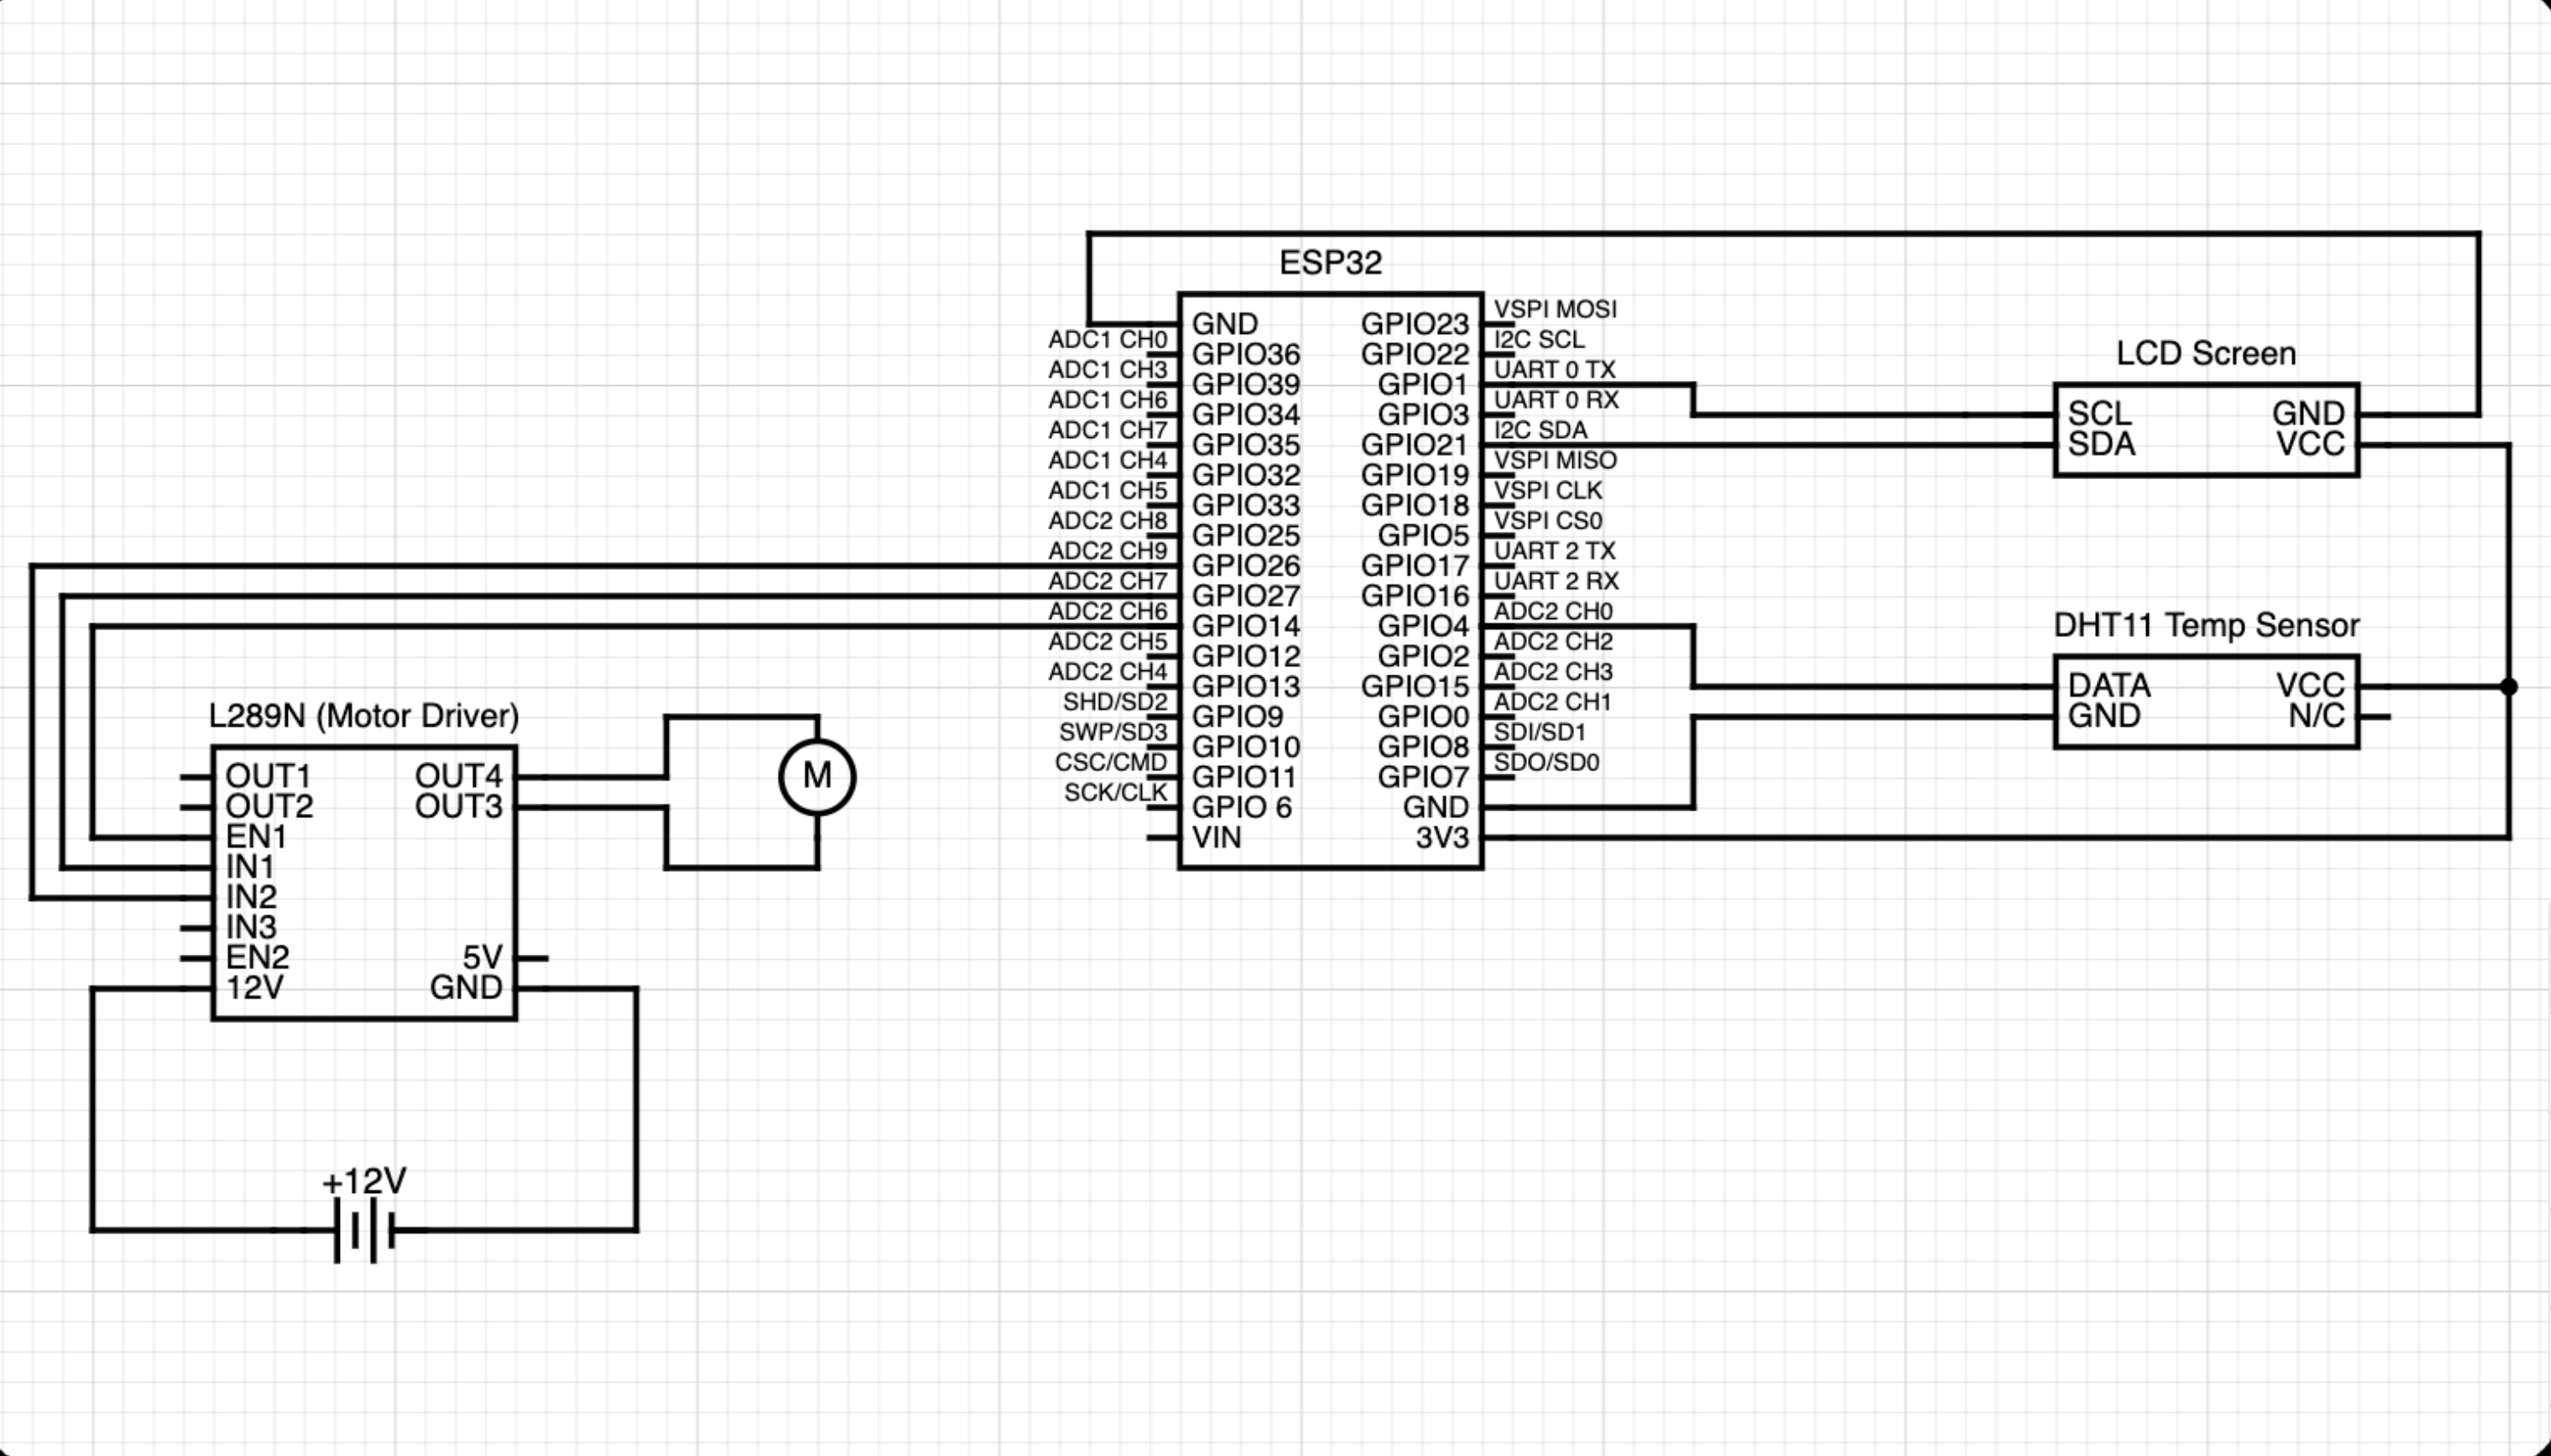 ESP32
GND GPIO23 VSPI MOSI
ADC1 CH0 GPIO36 GPIO22 I2C SCL
ADC1 CH3 GPIO39 GPIO1 UART 0 TX
ADC1 CH6 GPIO34 GPIO3 UART 0 RX
ADC1 CH7 GPIO35 GPIO21 I2C SDA
ADC1 CH4 GPIO32 GPIO19 VSPI MISO
ADC1 CH5 GPIO33 GPIO18 VSPI CLK
ADC2 CH8 GPIO25 GPIO5 VSPI CS0
ADC2 CH9 GPIO26 GPIO17 UART 2 TX
ADC2 CH7 GPIO27 GPIO16 UART 2 RX
ADC2 CH6 GPIO14 GPIO4 ADC2 CH0
ADC2 CH5 GPIO12 GPIO2 ADC2 CH2
ADC2 CH4 GPIO13 GPIO15 ADC2 CH3
SHD/SD2 GPIO9 GPIO0 ADC2 CH1
SWP/SD3 GPIO10 GPIO8 SDI/SD1
CSC/CMD GPIO11 GPIO7 SDO/SD0
SCK/CLK GPIO 6 GND
VIN 3V3
LCD Screen
SCL GND
SDA VCC
DHT11 Temp Sensor
DATA VCC
GND N/C
L289N (Motor Driver)
OUT1 OUT4
OUT2 OUT3
EN1
IN1
IN2
IN3
EN2 5V
12V GND
M
+12V